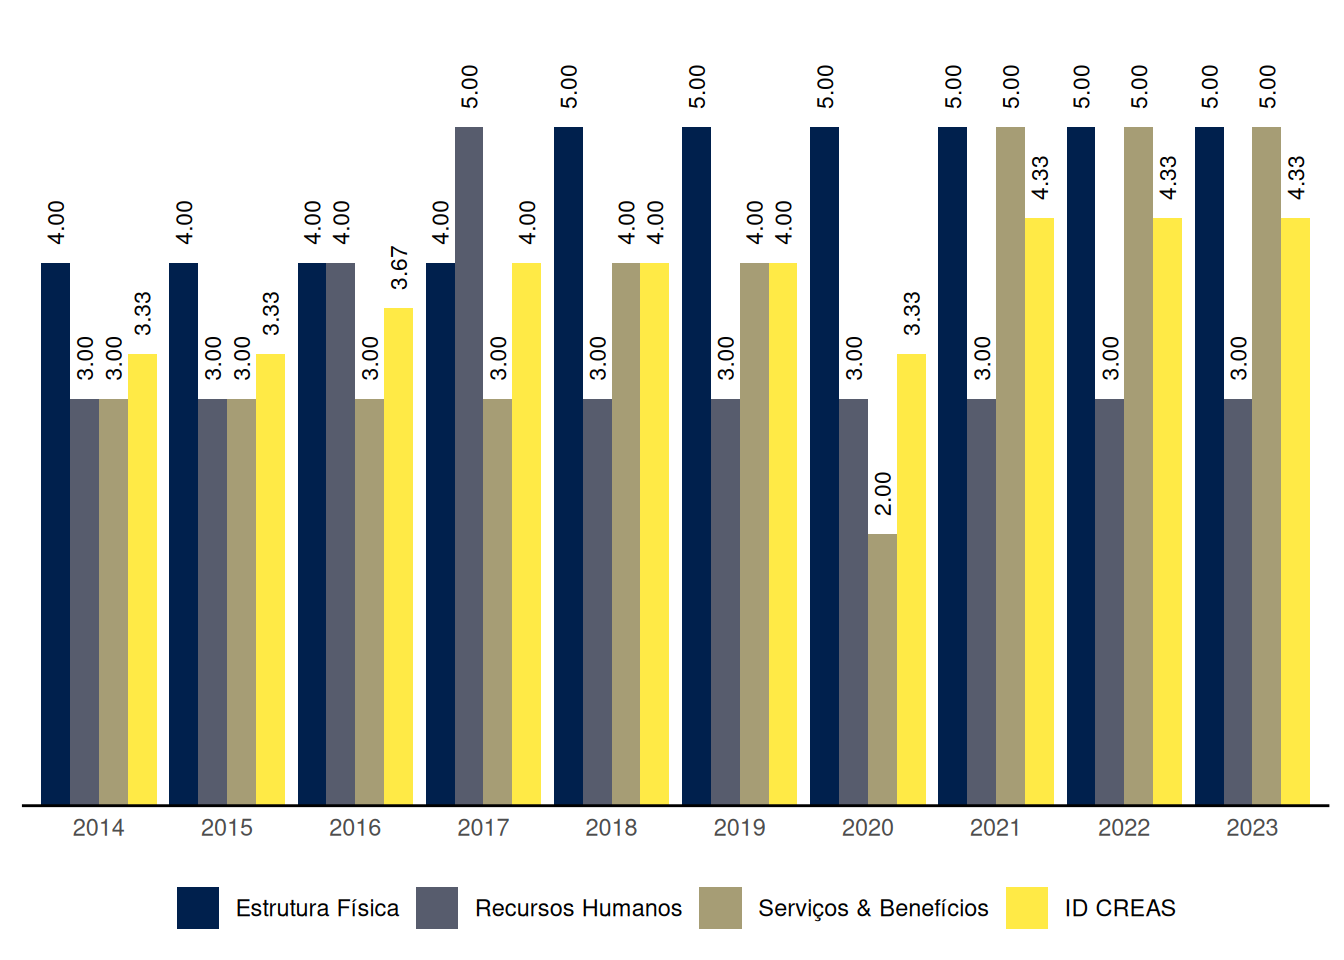 5.00 5.00 5.00 5.00 5.00 5.00 5.00 5.00 5.00 5.00
4.33 4.33 4.33
4.00 4.00 4.00 4.00 4.00 4.00 4.00 4.00 4.00 4.00
3.67
3.33 3.33 3.33
3.00 3.00 3.00 3.00 3.00 3.00 3.00 3.00 3.00 3.00 3.00 3.00
2.00
2014 2015 2016 2017 2018 2019 2020 2021 2022 2023
Estrutura Física Recursos Humanos Serviços & Benefícios ID CREAS